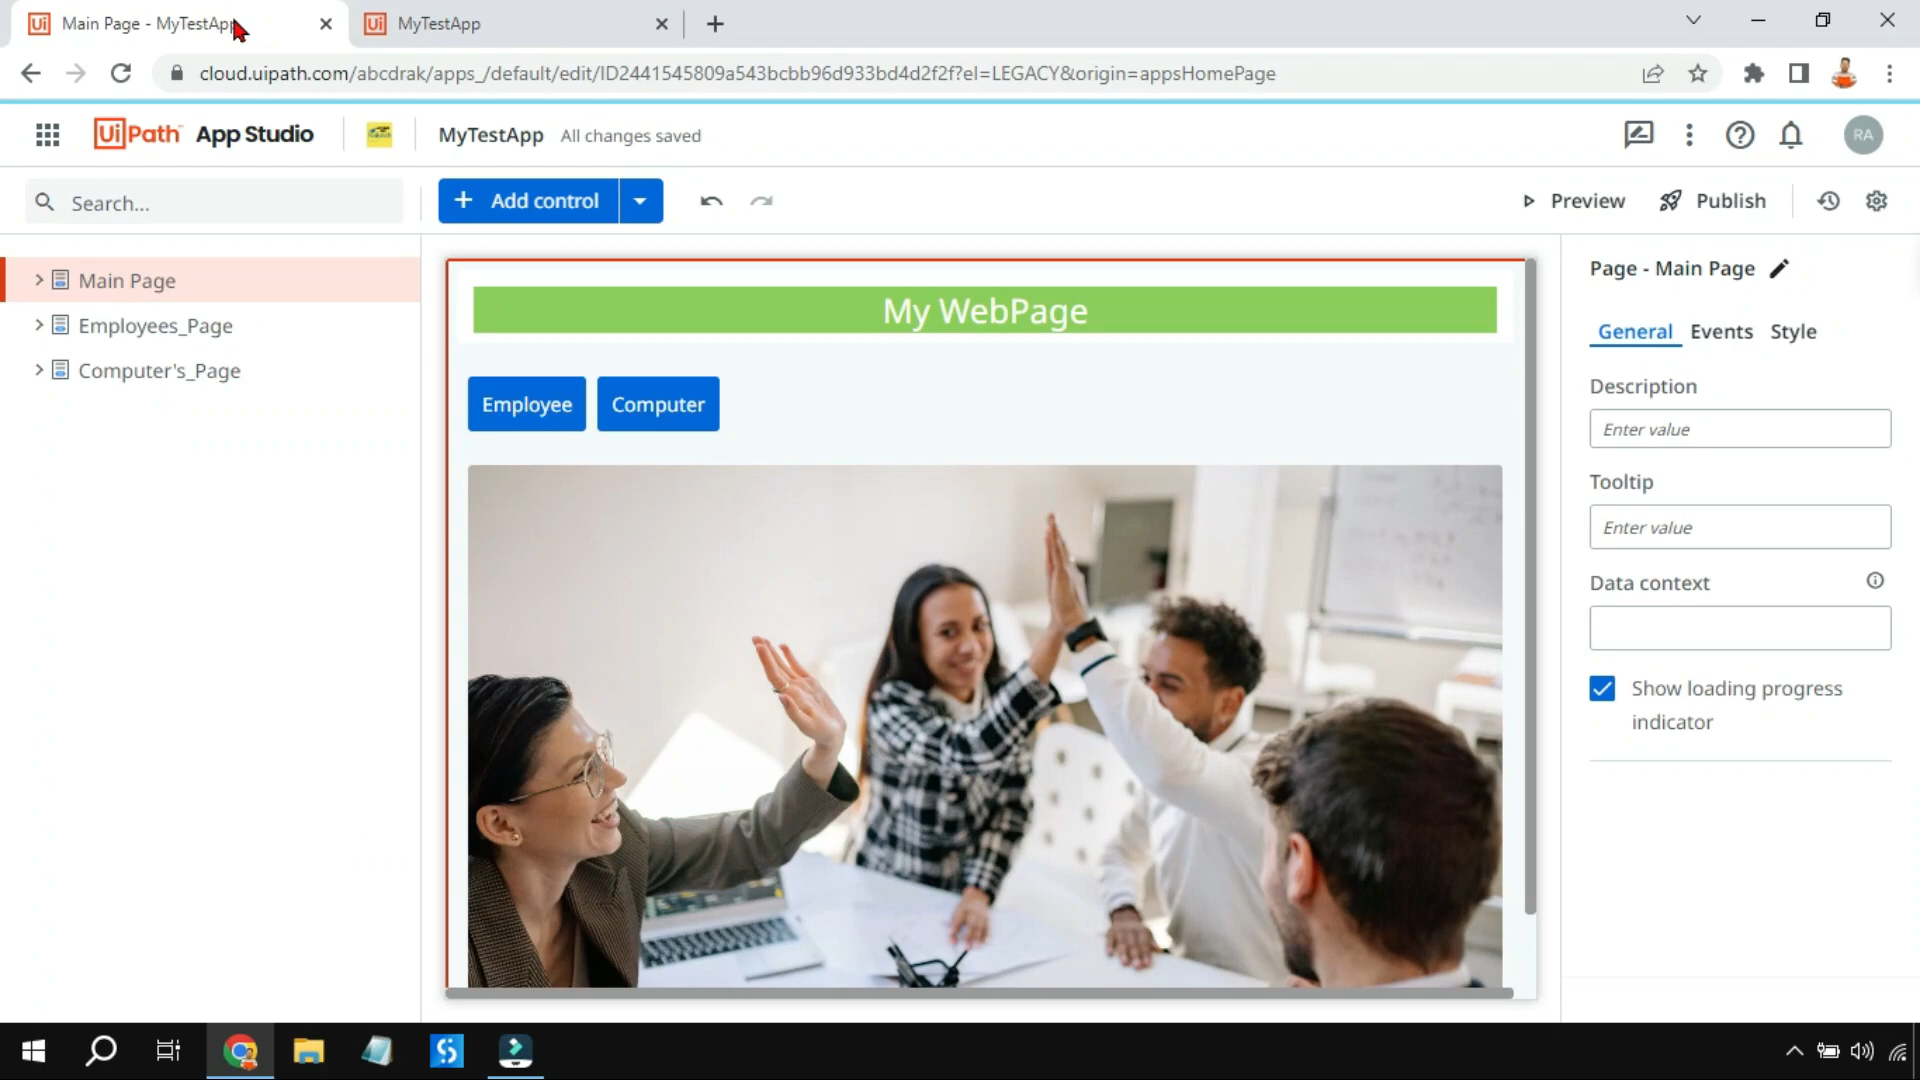 Main Page - MyTestApp
MyTestApp
cloud.uipath.com/abcdrak/apps_/default/edit/ID2441545809a543bcbb96d933bd4d2f2f?el=LEGACY&origin=appsHomePage
UiPath App Studio
MyTestApp
All changes saved
RA
Search...
Add control
Preview
Publish
Main Page
Employees_Page
Computer's_Page
My WebPage
Employee
Computer
Page - Main Page
General
Events
Style
Description
Enter value
Tooltip
Enter value
Data context
Show loading progress
indicator